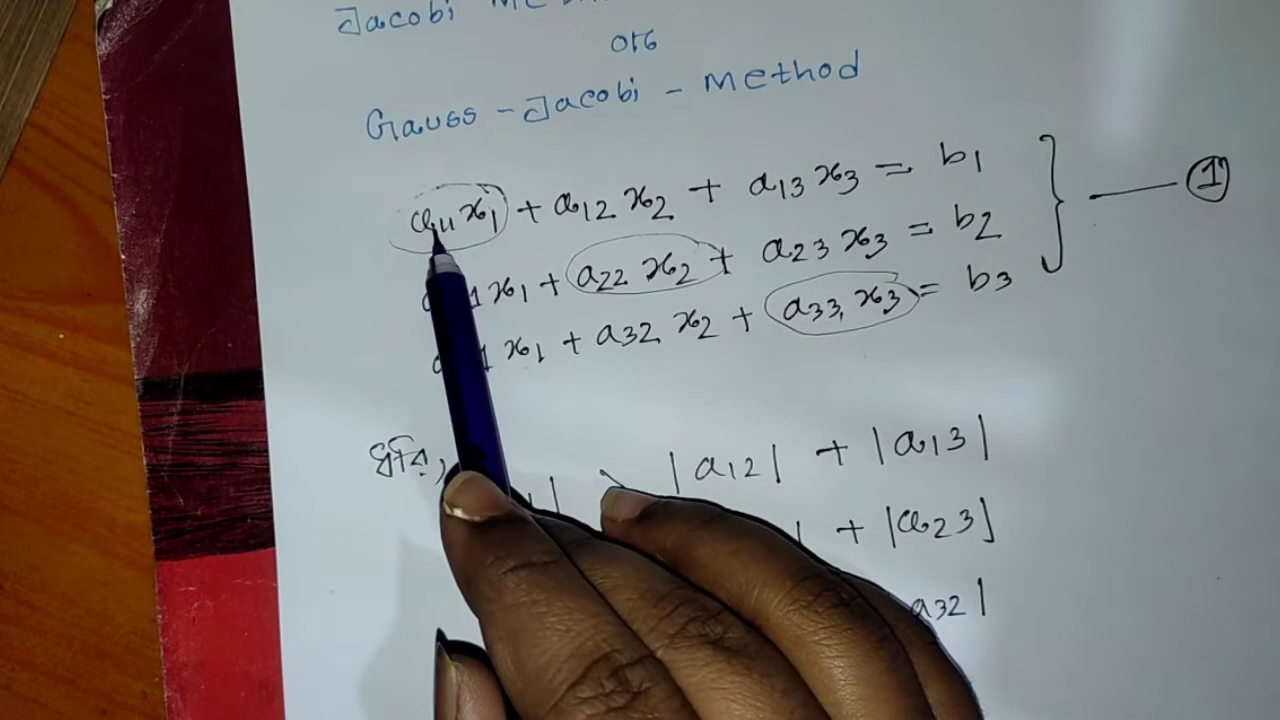 Jacobi
or
Gauss - Jacobi - Method
a₁₁x₁ + a₁₂x₂ + a₁₃x₃ = b₁ } — ①
x₁ + a₂₂x₂ + a₂₃x₃ = b₂
x₁ + a₃₂x₂ + a₃₃x₃ = b₃
ধরি, |a₁₂| + |a₁₃|
+ |a₂₃|
a₃₂|